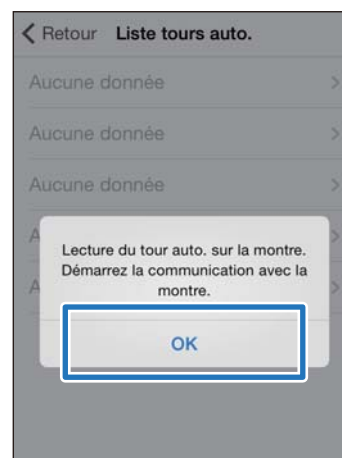 Retour Liste tours auto.
Aucune donnée
Aucune donnée
Aucune donnée
A
Lecture du tour auto. sur la montre.
Démarrez la communication avec la
montre.
A
OK